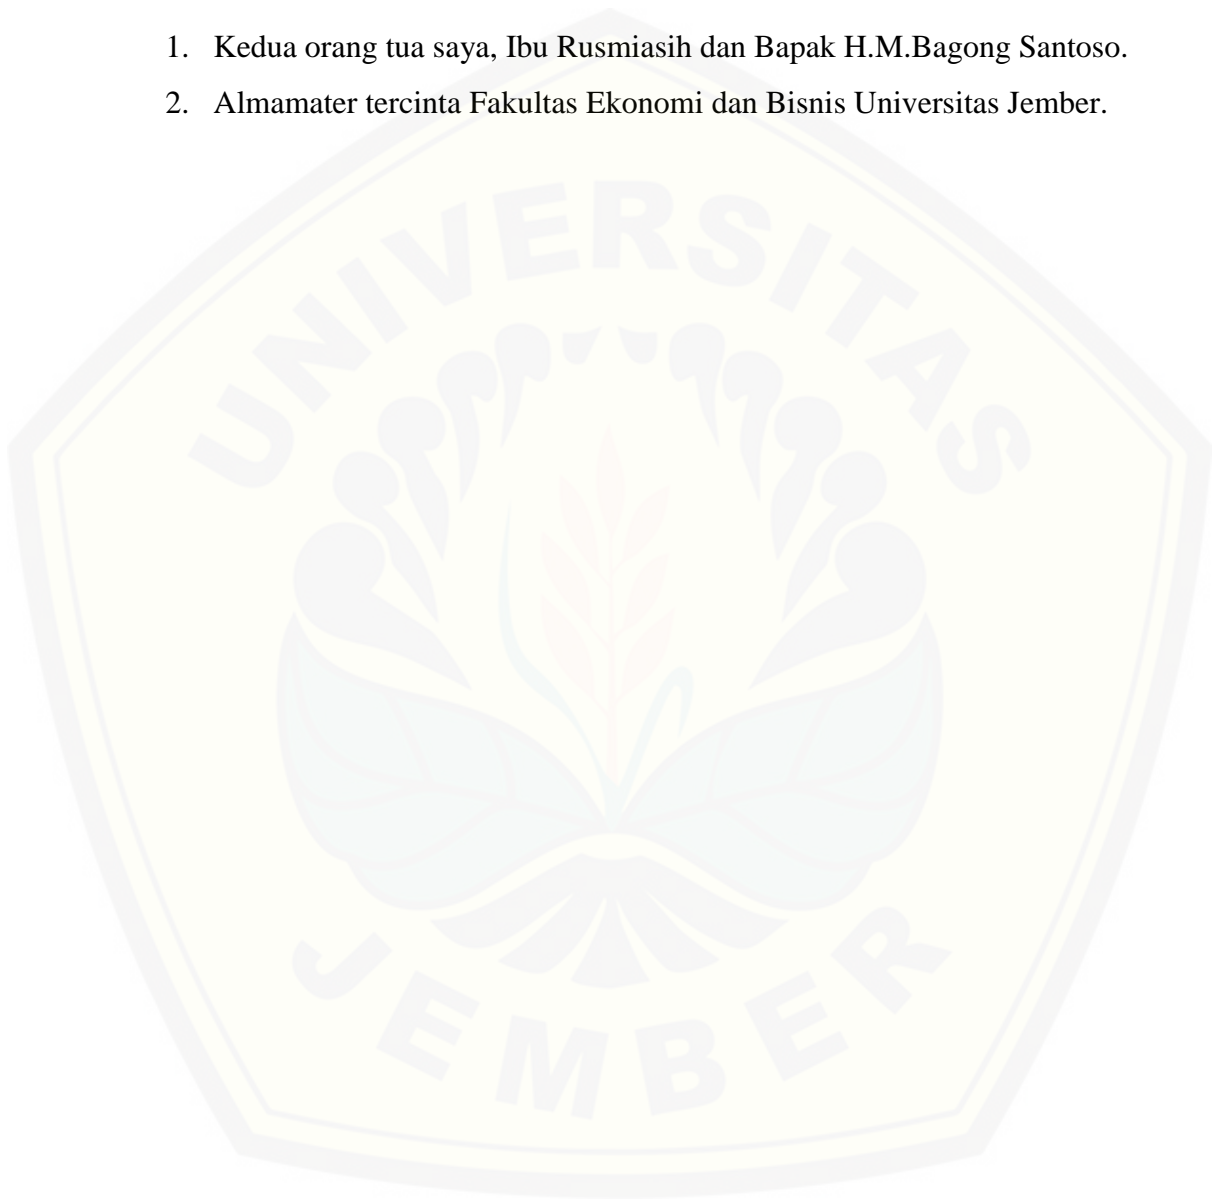 1. Kedua orang tua saya, Ibu Rusmiasih dan Bapak H.M.Bagong Santoso.
2. Almamater tercinta Fakultas Ekonomi dan Bisnis Universitas Jember.
UNIVERSITAS
JEMBER